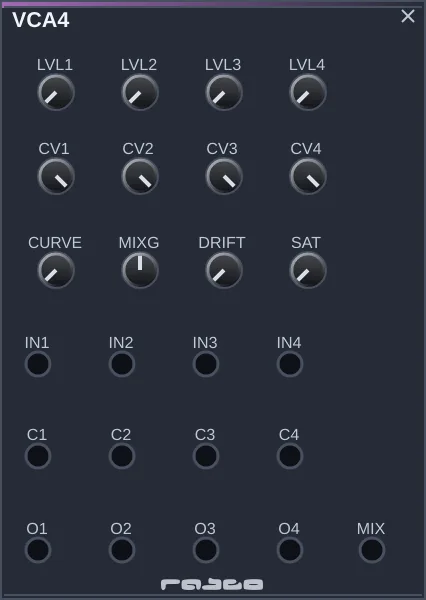 VCA4
LVL1 LVL2 LVL3 LVL4
CV1 CV2 CV3 CV4
CURVE MIXG DRIFT SAT
IN1 IN2 IN3 IN4
C1 C2 C3 C4
O1 O2 O3 O4 MIX